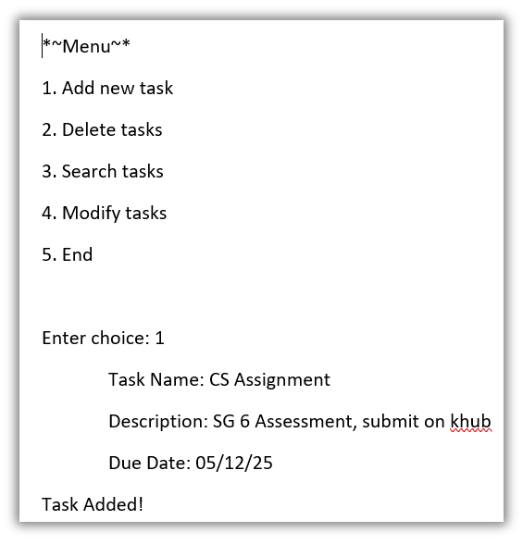 *~Menu~*
1. Add new task
2. Delete tasks
3. Search tasks
4. Modify tasks
5. End
Enter choice: 1
Task Name: CS Assignment
Description: SG 6 Assessment, submit on khub
Due Date: 05/12/25
Task Added!